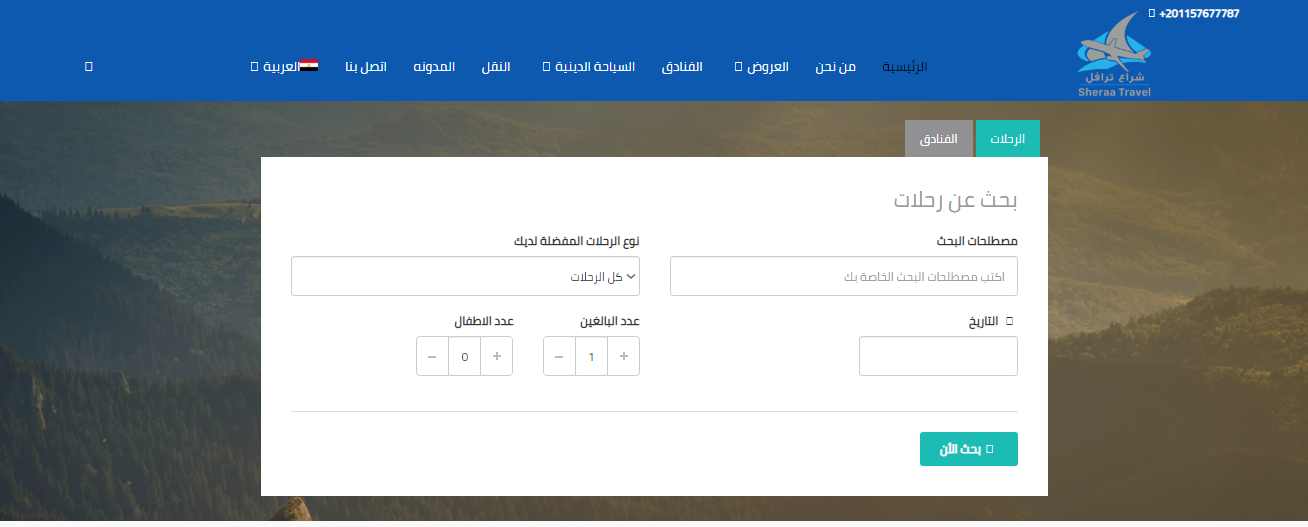 +201157677787
شراع ترافل
Sheraa Travel
الرئيسية من نحن العروض الفنادق السياحة الدينية النقل المدونه اتصل بنا العربية
الرحلات الفنادق
بحث عن رحلات
مصطلحات البحث نوع الرحلات المفضلة لديك
اكتب مصطلحات البحث الخاصة بك كل الرحلات
التاريخ عدد البالغين عدد الاطفال
+ 1 − + 0 −
بحث الأن